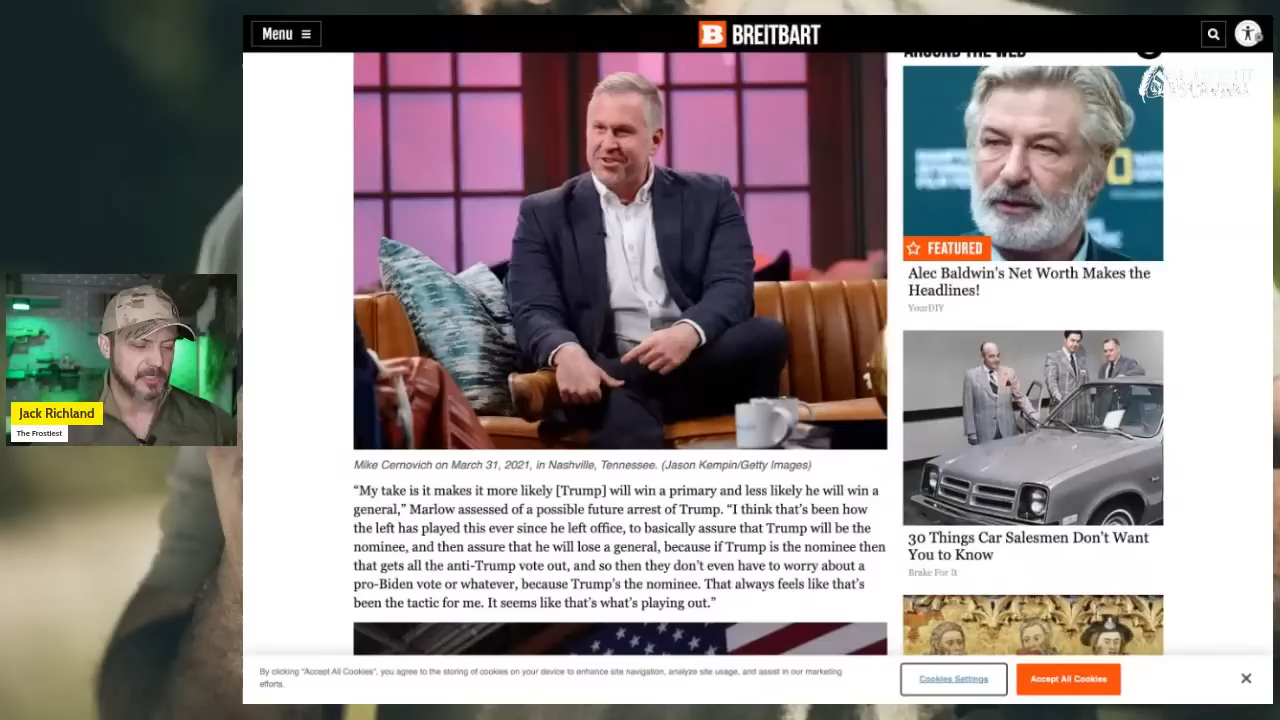 Menu
BREITBART
AROUND THE WEB
FEATURED
Alec Baldwin's Net Worth Makes the
Headlines!
YourDIY
30 Things Car Salesmen Don't Want
You to Know
Brake For It
Jack Richland
The Frostiest
Mike Cernovich on March 31, 2021, in Nashville, Tennessee. (Jason Kempin/Getty Images)
“My take is it makes it more likely [Trump] will win a primary and less likely he will win a
general,” Marlow assessed of a possible future arrest of Trump. “I think that’s been how
the left has played this ever since he left office, to basically assure that Trump will be the
nominee, and then assure that he will lose a general, because if Trump is the nominee then
that gets all the anti-Trump vote out, and so then they don’t even have to worry about a
pro-Biden vote or whatever, because Trump’s the nominee. That always feels like that’s
been the tactic for me. It seems like that’s what’s playing out.”
By clicking “Accept All Cookies”, you agree to the storing of cookies on your device to enhance site navigation, analyze site usage, and assist in our marketing
efforts.
Cookies Settings
Accept All Cookies